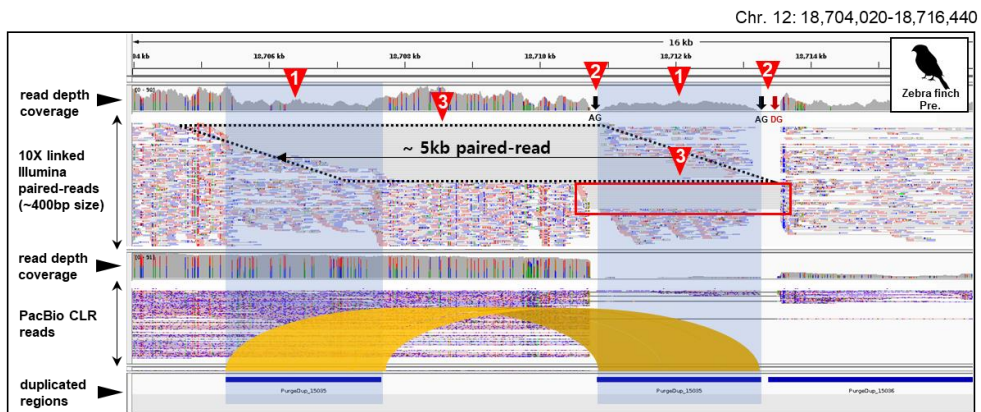 Chr. 12: 18,704,020-18,716,440
16 kb
04 kb 18,706 kb 18,708 kb 18,710 kb 18,712 kb 18,714 kb
1 2 1 2
Zebra finch
Pre.
read depth
coverage
3
AG AG DG
10X linked
Illumina
paired-reads
(~400bp size)
~ 5kb paired-read
3
read depth
coverage
PacBio CLR
reads
duplicated
regions
PurgeDup_15035 PurgeDup_15035 PurgeDup_15036